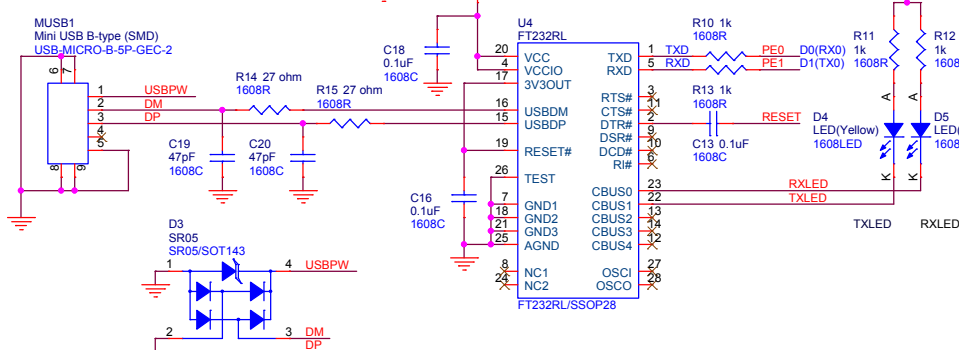 MUSB1
Mini USB B-type (SMD)
USB-MICRO-B-5P-GEC-2
6
7
1
USBPW
2
DM
3
DP
4
5
8
9
R14 27 ohm
1608R
R15 27 ohm
1608R
C19
47pF
1608C
C20
47pF
1608C
C18
0.1uF
1608C
C16
0.1uF
1608C
U4
FT232RL
20
VCC
4
VCCIO
17
3V3OUT
16
USBDM
15
USBDP
19
RESET#
26
TEST
7
GND1
18
GND2
21
GND3
25
AGND
8
NC1
24
NC2
TXD
1
RXD
5
RTS#
3
CTS#
11
DTR#
2
DSR#
9
DCD#
10
RI#
6
CBUS0
23
CBUS1
22
CBUS2
13
CBUS3
14
CBUS4
12
OSCI
27
OSCO
28
FT232RL/SSOP28
R10 1k
1608R
TXD
PE0
D0(RX0)
RXD
PE1
D1(TX0)
R13 1k
1608R
RESET
C13 0.1uF
1608C
RXLED
TXLED
R11
1k
1608R
R12
1k
1608
A
A
D4
LED(Yellow)
1608LED
D5
LED(
1608
K
K
TXLED
RXLED
D3
SR05
SR05/SOT143
1
4
USBPW
2
3
DM
DP